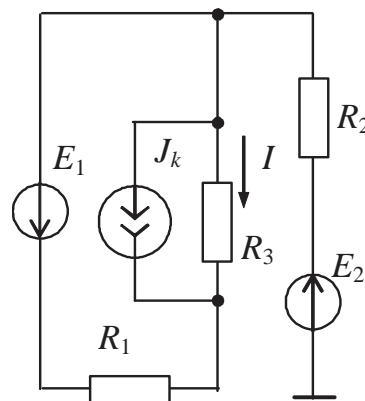 R₂
E₁
Jₖ
I
R₃
E₂
R₁